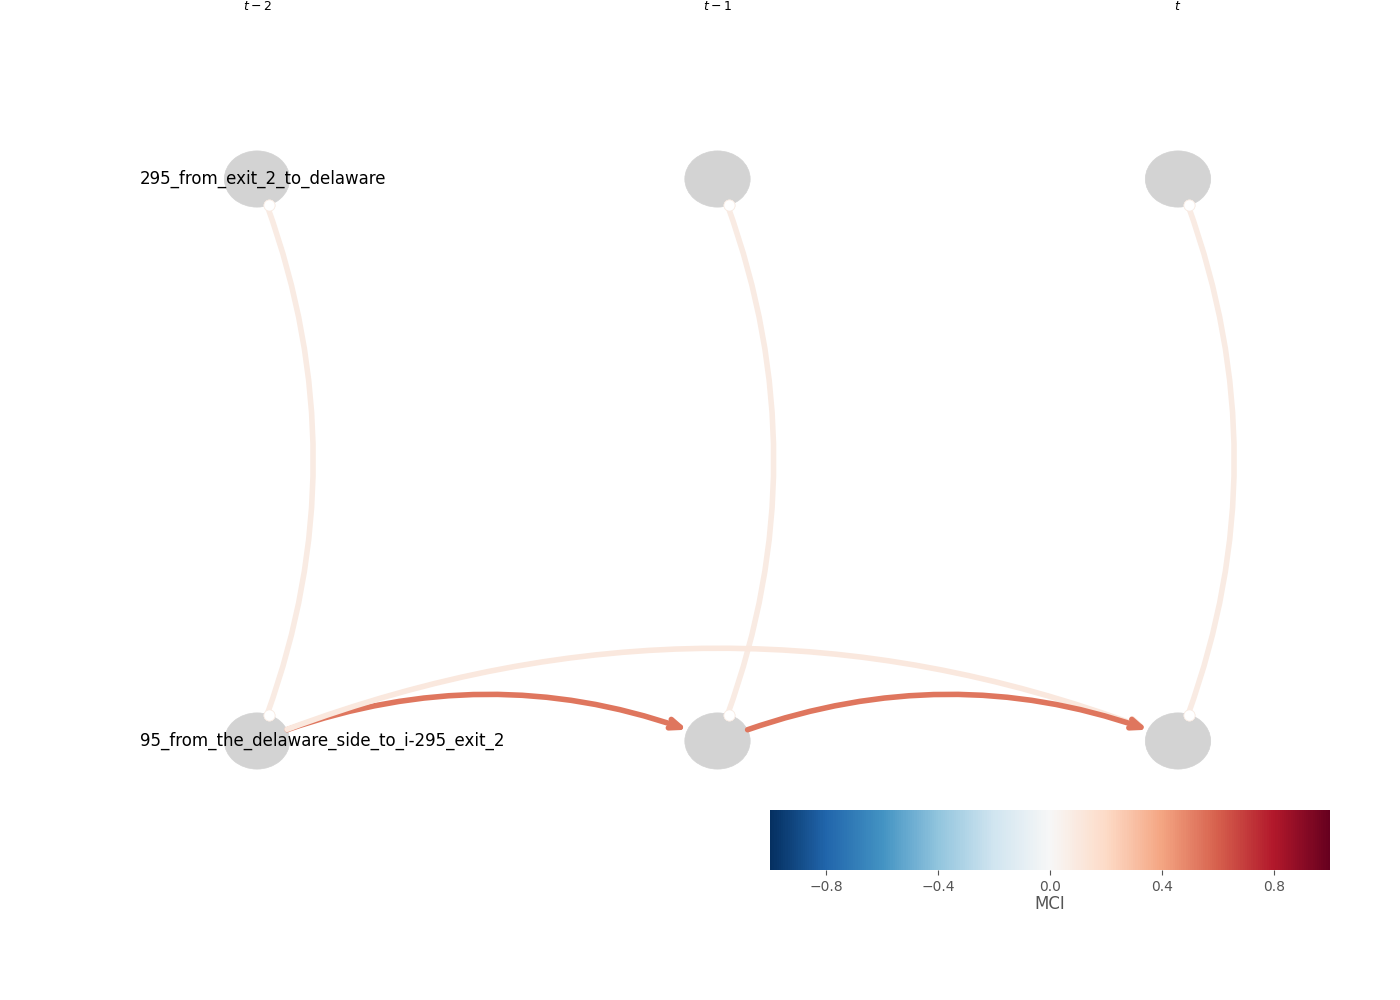 t − 2 t − 1 t
295_from_exit_2_to_delaware
95_from_the_delaware_side_to_i-295_exit_2
−0.8 −0.4 0.0 0.4 0.8
MCI